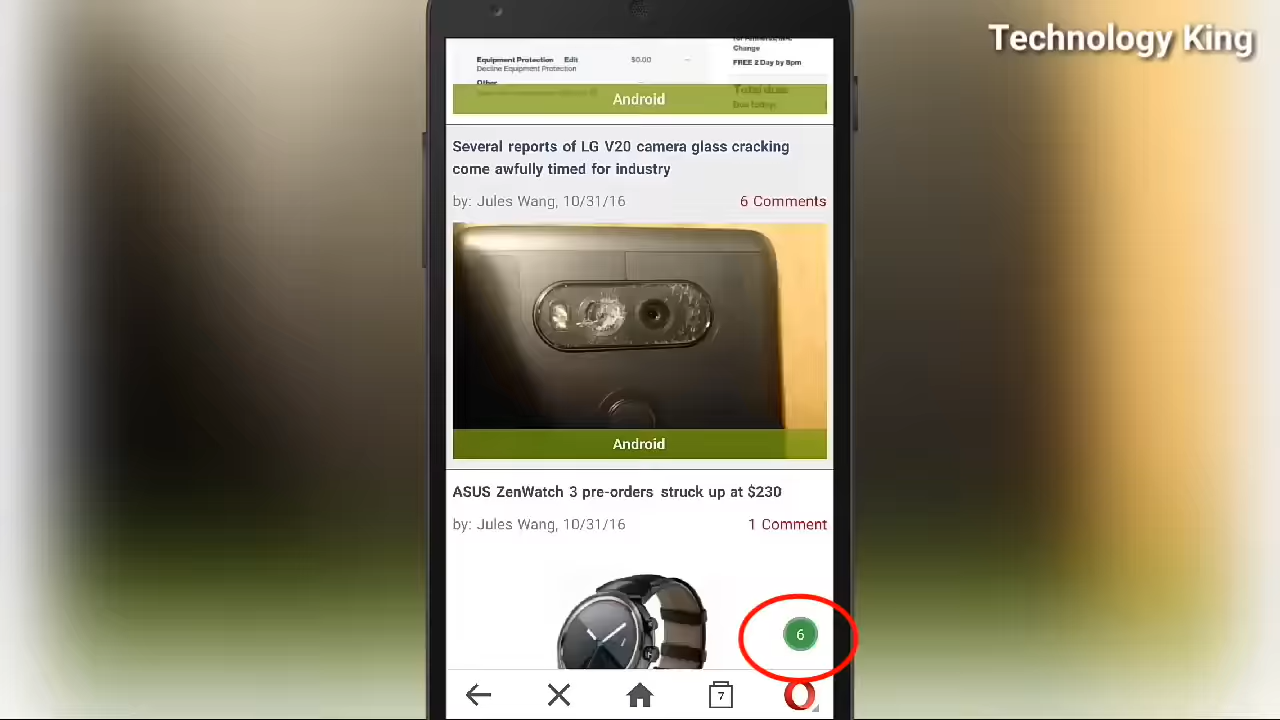 Technology King
Change
Equipment Protection Edit $0.00
Decline Equipment Protection
FREE 2 Day by 8pm
Other
Android
Several reports of LG V20 camera glass cracking
come awfully timed for industry
by: Jules Wang, 10/31/16 6 Comments
Android
ASUS ZenWatch 3 pre-orders struck up at $230
by: Jules Wang, 10/31/16 1 Comment
6
7